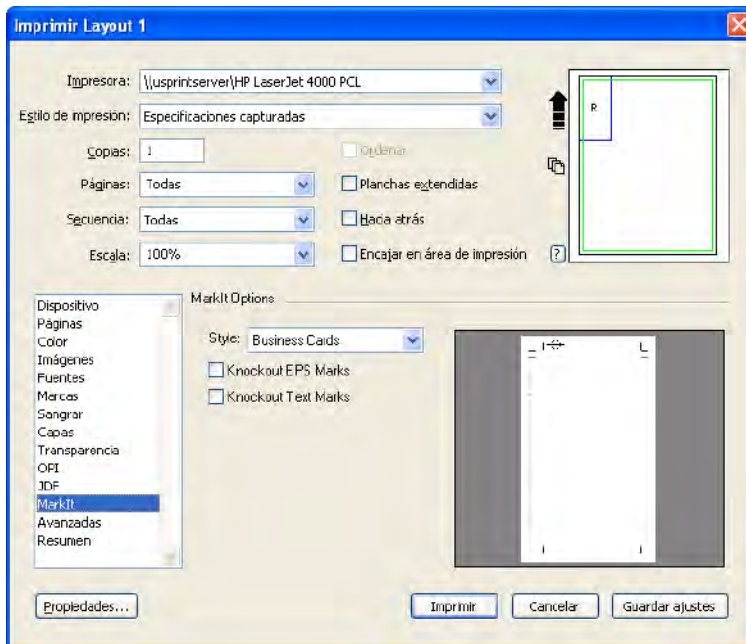 Imprimir Layout 1
Impresora: \\usprintserver\HP LaserJet 4000 PCL
Estilo de impresión: Especificaciones capturadas
Copias: 1 Ordenar
Páginas: Todas Planchas extendidas
Secuencia: Todas Hacia atrás
Escala: 100% Encajar en área de impresión ?
R
Dispositivo
Páginas
Color
Imágenes
Fuentes
Marcas
Sangrar
Capas
Transparencia
OPI
JDF
MarkIt
Avanzadas
Resumen
MarkIt Options
Style: Business Cards
Knockout EPS Marks
Knockout Text Marks
Propiedades... Imprimir Cancelar Guardar ajustes